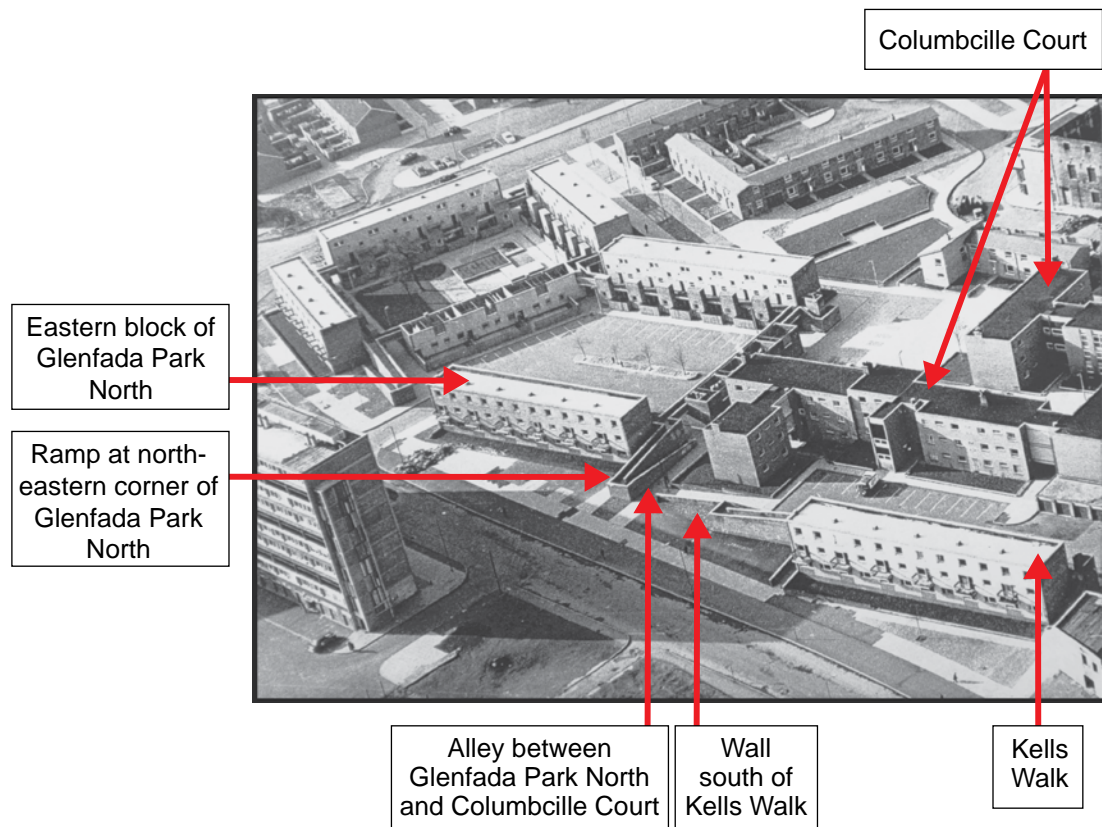 Columbcille Court
Eastern block of
Glenfada Park
North
Ramp at north-
eastern corner of
Glenfada Park
North
Alley between
Glenfada Park North
and Columbcille Court
Wall
south of
Kells Walk
Kells
Walk